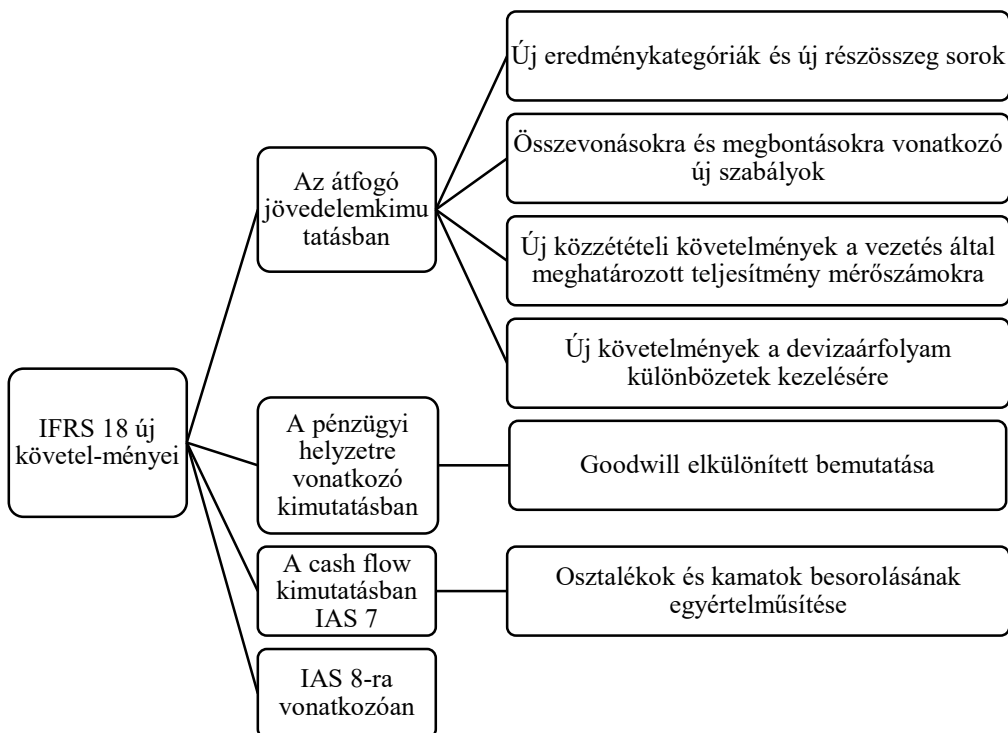 IFRS 18 új
követel-ményei
Az átfogó
jövedelemkimu
tatásban
Új eredménykategóriák és új részösszeg sorok
Összevonásokra és megbontásokra vonatkozó
új szabályok
Új közzétételi követelmények a vezetés által
meghatározott teljesítmény mérőszámokra
Új követelmények a devizaárfolyam
különbözetek kezelésére
A pénzügyi
helyzetre
vonatkozó
kimutatásban
Goodwill elkülönített bemutatása
A cash flow
kimutatásban
IAS 7
Osztalékok és kamatok besorolásának
egyértelműsítése
IAS 8-ra
vonatkozóan